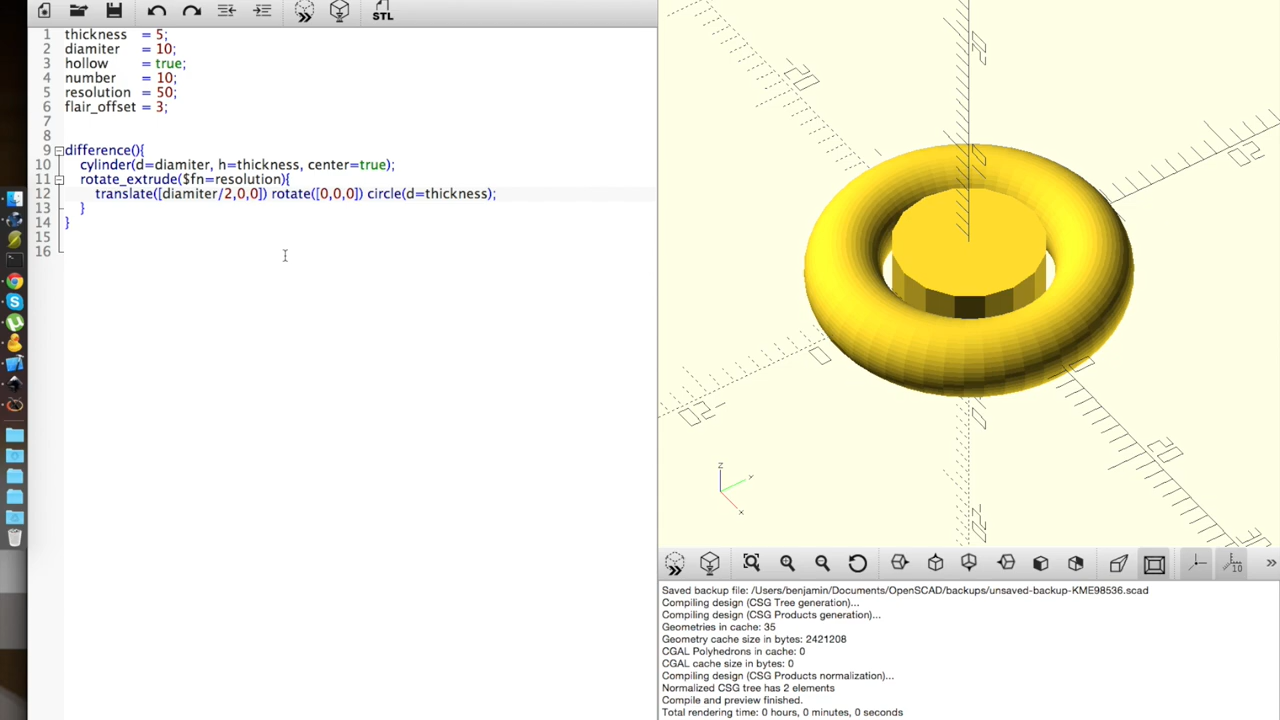 STL
1 thickness = 5;
2 diamiter = 10;
3 hollow = true;
4 number = 10;
5 resolution = 50;
6 flair_offset = 3;
7
8
9 difference(){
10 cylinder(d=diamiter, h=thickness, center=true);
11 rotate_extrude($fn=resolution){
12 translate([diamiter/2,0,0]) rotate([0,0,0]) circle(d=thickness);
13 }
14 }
15
16
10
Saved backup file: /Users/benjamin/Documents/OpenSCAD/backups/unsaved-backup-KME98536.scad
Compiling design (CSG Tree generation)...
Compiling design (CSG Products generation)...
Geometries in cache: 35
Geometry cache size in bytes: 2421208
CGAL Polyhedrons in cache: 0
CGAL cache size in bytes: 0
Compiling design (CSG Products normalization)...
Normalized CSG tree has 2 elements
Compile and preview finished.
Total rendering time: 0 hours, 0 minutes, 0 seconds